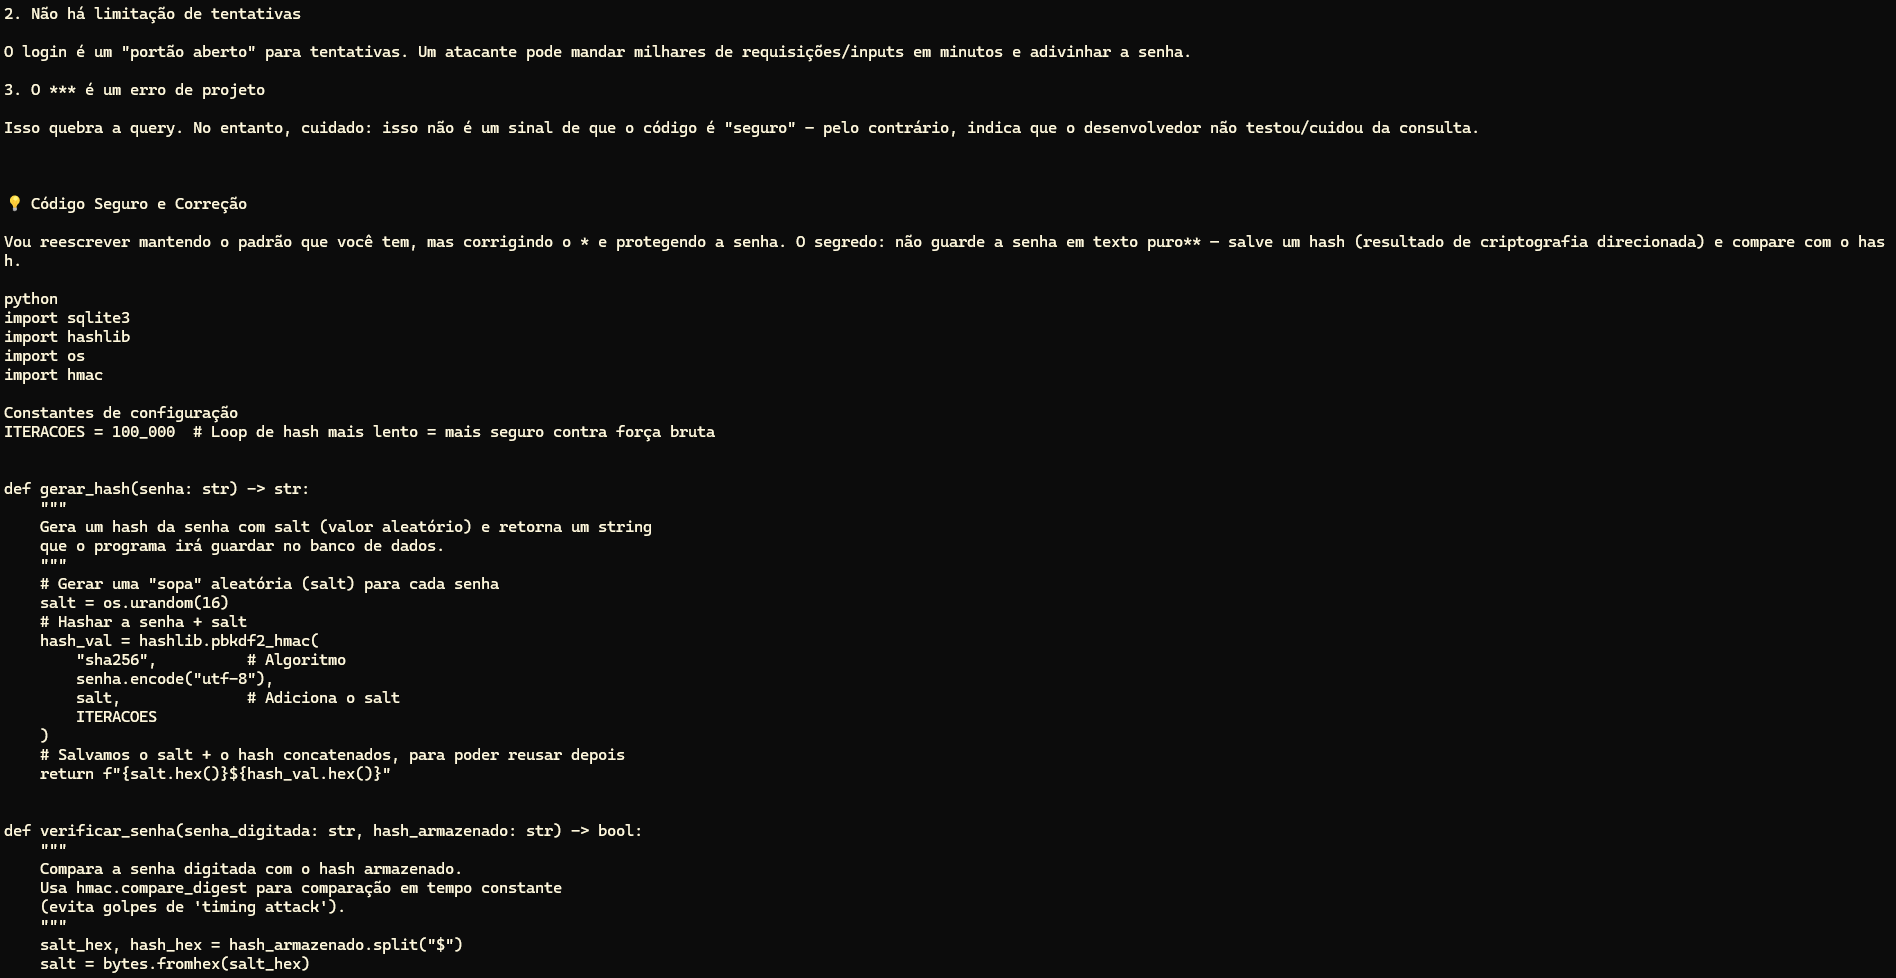 2. Não há limitação de tentativas
O login é um "portão aberto" para tentativas. Um atacante pode mandar milhares de requisições/inputs em minutos e adivinhar a senha.
3. O *** é um erro de projeto
Isso quebra a query. No entanto, cuidado: isso não é um sinal de que o código é "seguro" — pelo contrário, indica que o desenvolvedor não testou/cuidou da consulta.
💡 Código Seguro e Correção
Vou reescrever mantendo o padrão que você tem, mas corrigindo o * e protegendo a senha. O segredo: não guarde a senha em texto puro** — salve um hash (resultado de criptografia direcionada) e compare com o has
h.
python
import sqlite3
import hashlib
import os
import hmac
Constantes de configuração
ITERACOES = 100_000  # Loop de hash mais lento = mais seguro contra força bruta
def gerar_hash(senha: str) -> str:
    """
    Gera um hash da senha com salt (valor aleatório) e retorna um string
    que o programa irá guardar no banco de dados.
    """
    # Gerar uma "sopa" aleatória (salt) para cada senha
    salt = os.urandom(16)
    # Hashar a senha + salt
    hash_val = hashlib.pbkdf2_hmac(
        "sha256",          # Algoritmo
        senha.encode("utf-8"),
        salt,              # Adiciona o salt
        ITERACOES
    )
    # Salvamos o salt + o hash concatenados, para poder reusar depois
    return f"{salt.hex()}${hash_val.hex()}"
def verificar_senha(senha_digitada: str, hash_armazenado: str) -> bool:
    """
    Compara a senha digitada com o hash armazenado.
    Usa hmac.compare_digest para comparação em tempo constante
    (evita golpes de 'timing attack').
    """
    salt_hex, hash_hex = hash_armazenado.split("$")
    salt = bytes.fromhex(salt_hex)